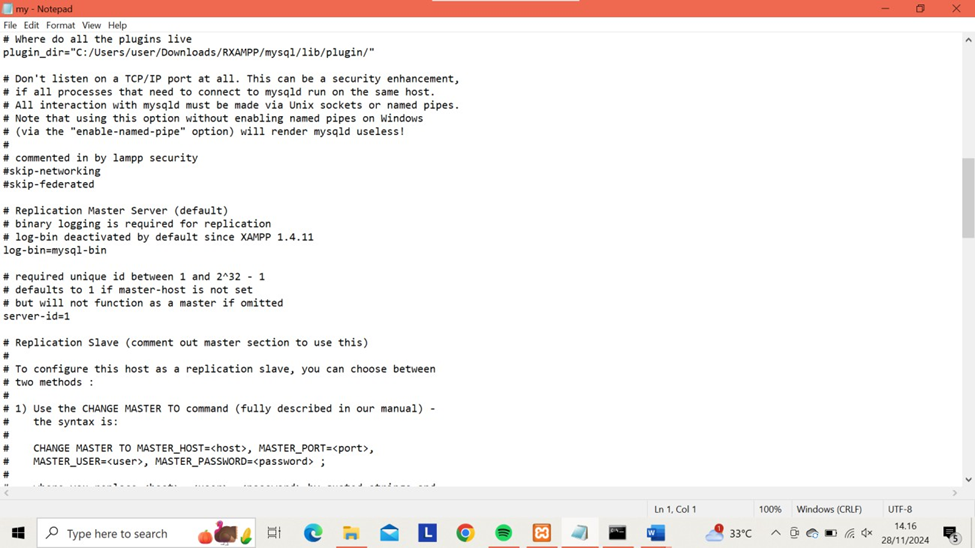 my - Notepad
File Edit Format View Help
# Where do all the plugins live
plugin_dir="C:/Users/user/Downloads/RXAMPP/mysql/lib/plugin/"
# Don't listen on a TCP/IP port at all. This can be a security enhancement,
# if all processes that need to connect to mysqld run on the same host.
# All interaction with mysqld must be made via Unix sockets or named pipes.
# Note that using this option without enabling named pipes on Windows
# (via the "enable-named-pipe" option) will render mysqld useless!
#
# commented in by lampp security
#skip-networking
#skip-federated
# Replication Master Server (default)
# binary logging is required for replication
# log-bin deactivated by default since XAMPP 1.4.11
log-bin=mysql-bin
# required unique id between 1 and 2^32 - 1
# defaults to 1 if master-host is not set
# but will not function as a master if omitted
server-id=1
# Replication Slave (comment out master section to use this)
#
# To configure this host as a replication slave, you can choose between
# two methods :
#
# 1) Use the CHANGE MASTER TO command (fully described in our manual) -
#    the syntax is:
#
#    CHANGE MASTER TO MASTER_HOST=<host>, MASTER_PORT=<port>,
#    MASTER_USER=<user>, MASTER_PASSWORD=<password> ;
#
Ln 1, Col 1 100% Windows (CRLF) UTF-8
Type here to search
L
33°C
14.16
28/11/2024
5